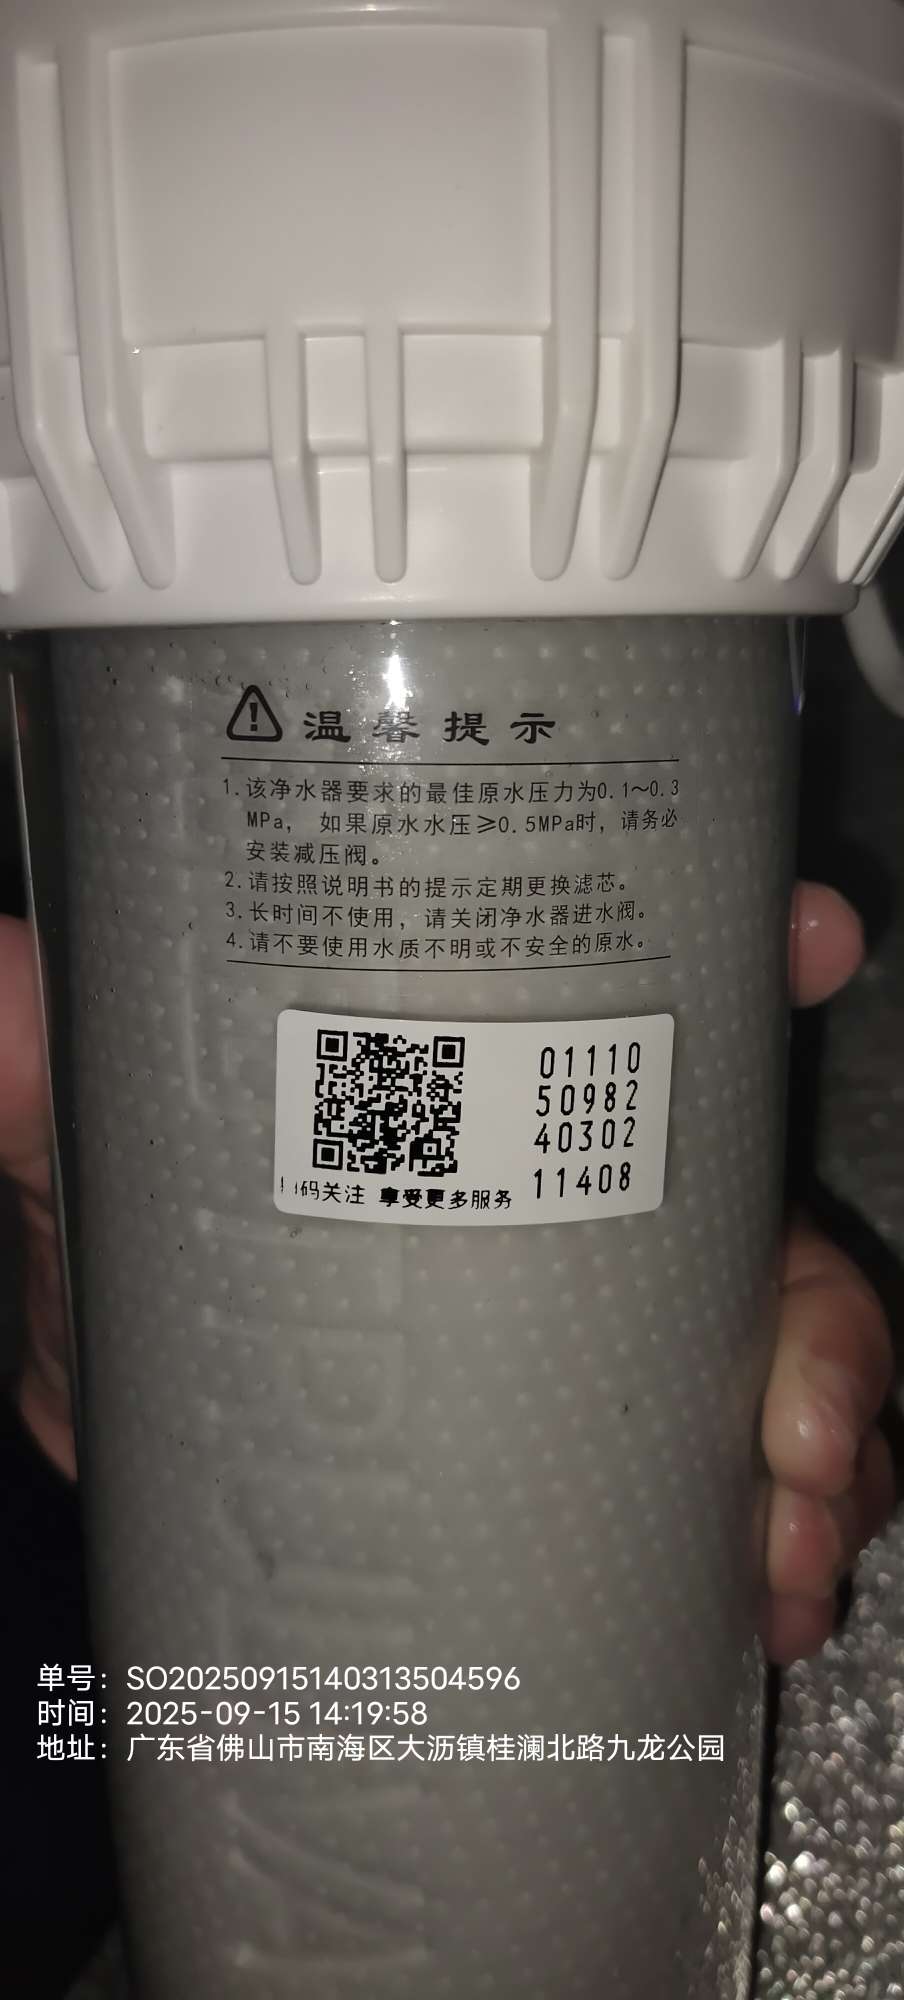 温馨提示
1.该净水器要求的最佳原水压力为0.1～0.3
MPa， 如果原水水压≥0.5MPa时，请务必
安装减压阀。
2.请按照说明书的提示定期更换滤芯。
3.长时间不使用，请关闭净水器进水阀。
4.请不要使用水质不明或不安全的原水。
01110
50982
40302
11408
码关注 享受更多服务
单号：SO20250915140313504596
时间：2025-09-15 14:19:58
地址：广东省佛山市南海区大沥镇桂澜北路九龙公园